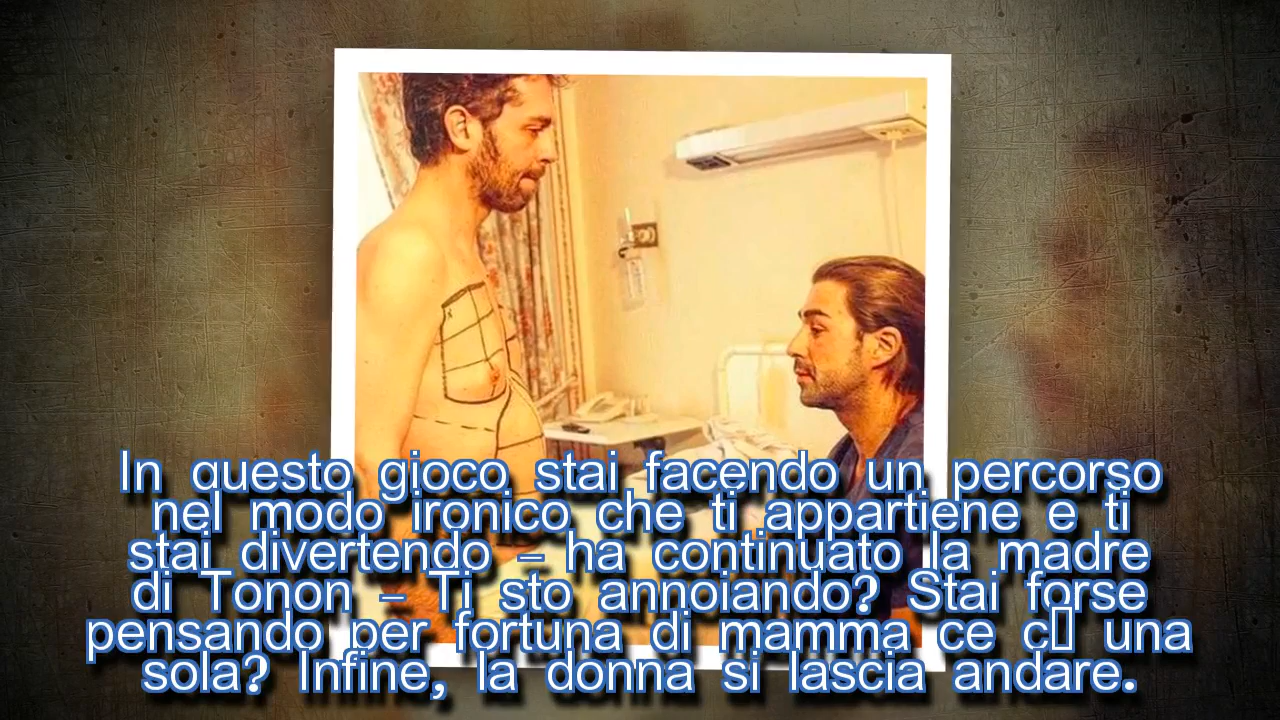 In questo gioco stai facendo un percorso
nel modo ironico che ti appartiene e ti
stai divertendo – ha continuato la madre
di Tonon – Ti sto annoiando? Stai forse
pensando per fortuna di mamma ce c▯ una
sola? Infine, la donna si lascia andare.